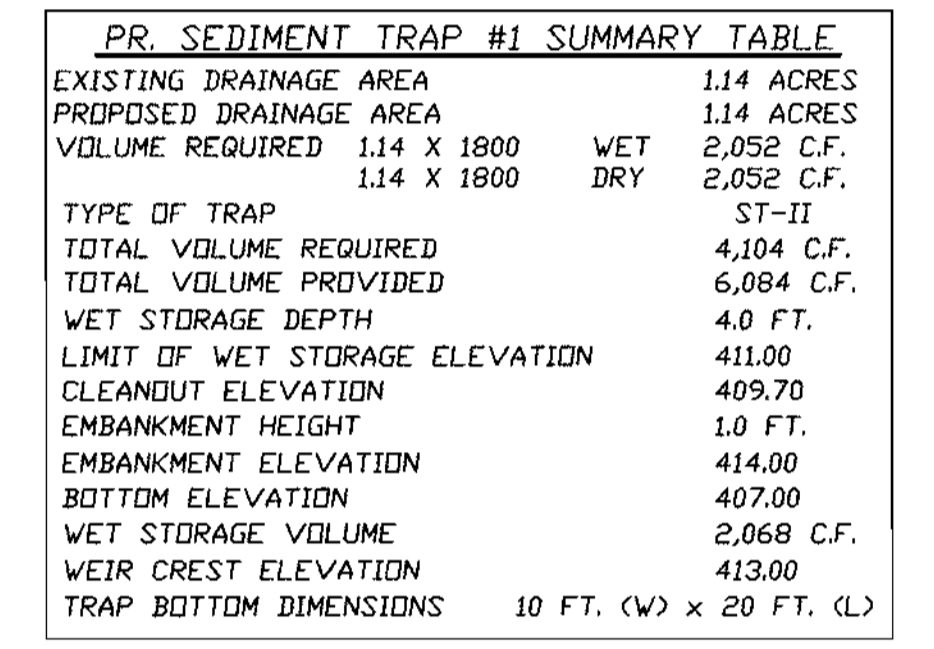 PR. SEDIMENT TRAP #1 SUMMARY TABLE
EXISTING DRAINAGE AREA 1.14 ACRES
PROPOSED DRAINAGE AREA 1.14 ACRES
VOLUME REQUIRED 1.14 X 1800 WET 2,052 C.F.
1.14 X 1800 DRY 2,052 C.F.
TYPE OF TRAP ST-II
TOTAL VOLUME REQUIRED 4,104 C.F.
TOTAL VOLUME PROVIDED 6,084 C.F.
WET STORAGE DEPTH 4.0 FT.
LIMIT OF WET STORAGE ELEVATION 411.00
CLEANOUT ELEVATION 409.70
EMBANKMENT HEIGHT 1.0 FT.
EMBANKMENT ELEVATION 414.00
BOTTOM ELEVATION 407.00
WET STORAGE VOLUME 2,068 C.F.
WEIR CREST ELEVATION 413.00
TRAP BOTTOM DIMENSIONS 10 FT. (W) x 20 FT. (L)